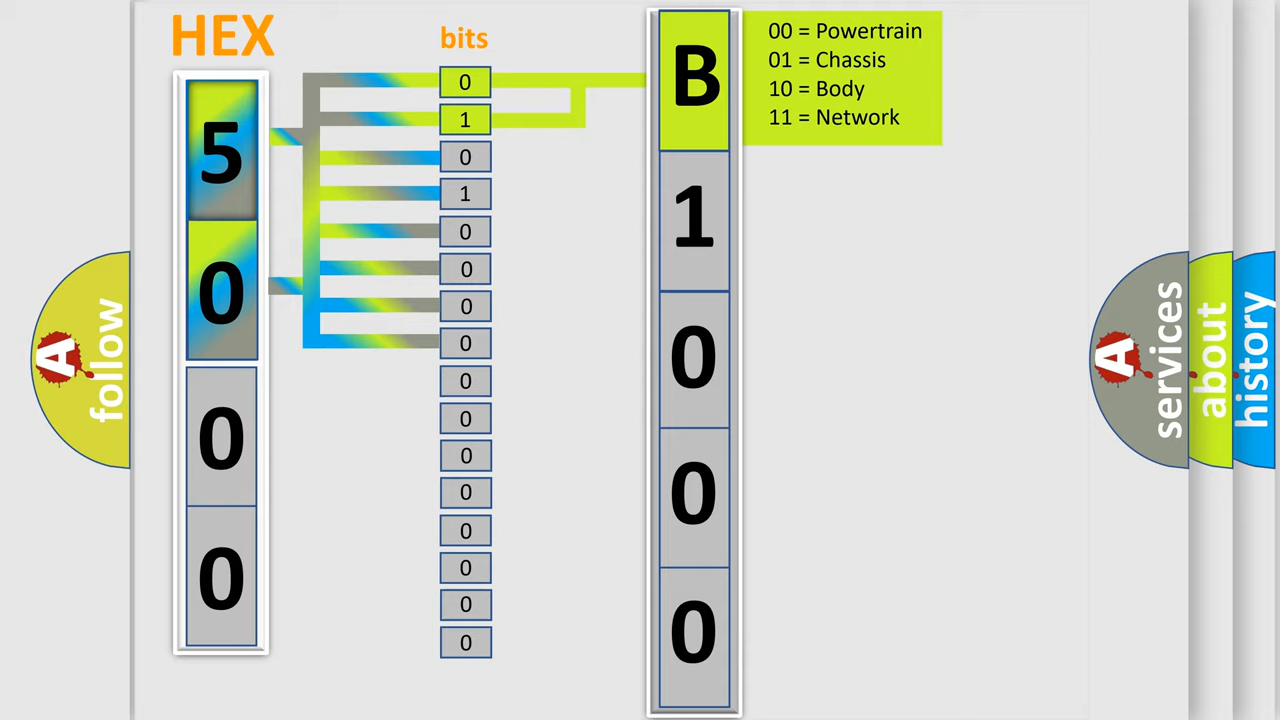 HEX
bits
5
0
0
0
0
1
0
1
0
0
0
0
0
0
0
0
0
0
0
0
B
1
0
0
0
00 = Powertrain
01 = Chassis
10 = Body
11 = Network
A
follow
A
services
about
history